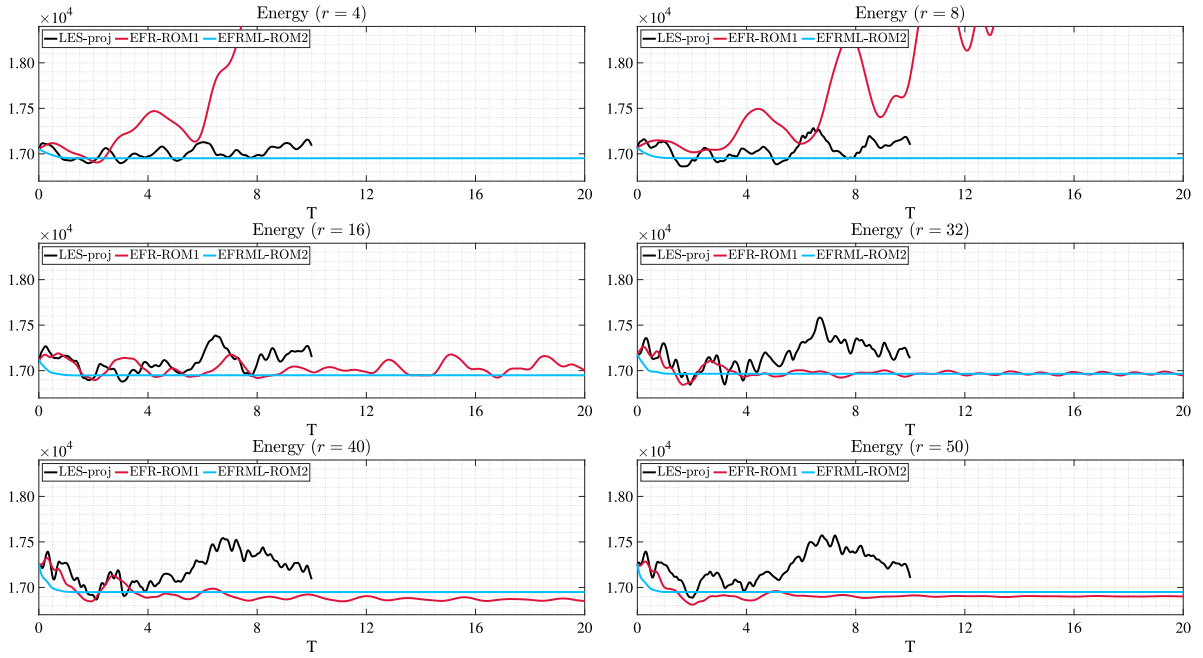 ×10⁴ Energy (r = 4)
LES-proj EFR-ROM1 EFRML-ROM2
1.80
1.75
1.70
0 4 8 12 16 20
T
×10⁴ Energy (r = 8)
LES-proj EFR-ROM1 EFRML-ROM2
1.80
1.75
1.70
0 4 8 12 16 20
T
×10⁴ Energy (r = 16)
LES-proj EFR-ROM1 EFRML-ROM2
1.80
1.75
1.70
0 4 8 12 16 20
T
×10⁴ Energy (r = 32)
LES-proj EFR-ROM1 EFRML-ROM2
1.80
1.75
1.70
0 4 8 12 16 20
T
×10⁴ Energy (r = 40)
LES-proj EFR-ROM1 EFRML-ROM2
1.80
1.75
1.70
0 4 8 12 16 20
T
×10⁴ Energy (r = 50)
LES-proj EFR-ROM1 EFRML-ROM2
1.80
1.75
1.70
0 4 8 12 16 20
T